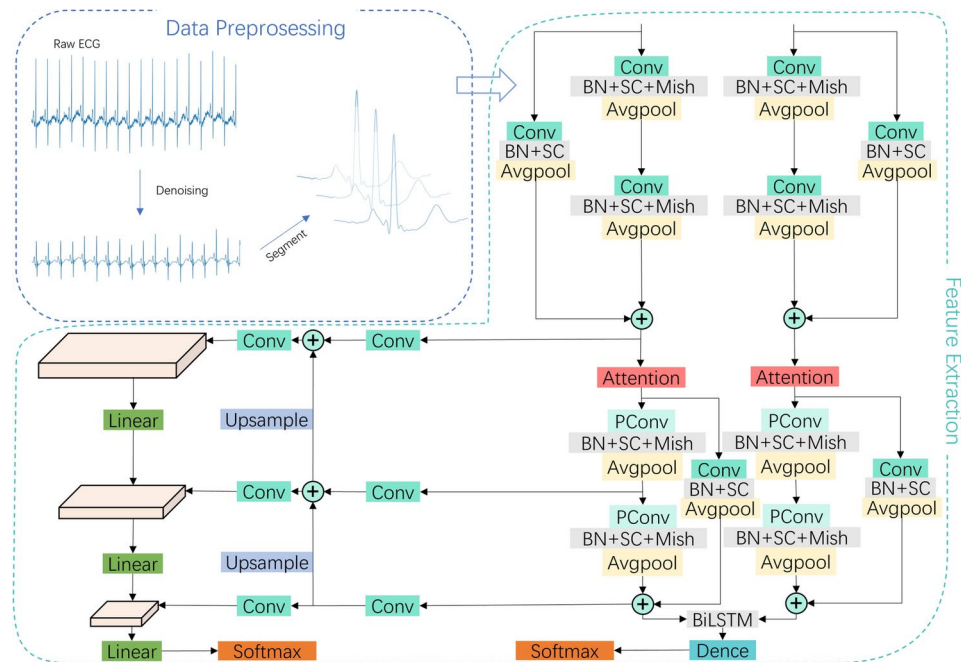 Data Preprosessing
Raw ECG
Denoising
Segment
Conv
BN+SC+Mish
Avgpool
Conv
BN+SC
Avgpool
Conv
BN+SC+Mish
Avgpool
Conv
BN+SC+Mish
Avgpool
Conv
BN+SC
Avgpool
Conv
BN+SC+Mish
Avgpool
+
+
Feature Extraction
Conv
+
Conv
Attention
Attention
Linear
Upsample
PConv
BN+SC+Mish
Avgpool
Conv
BN+SC
Avgpool
PConv
BN+SC+Mish
Avgpool
Conv
BN+SC
Avgpool
Conv
+
Conv
PConv
BN+SC+Mish
Avgpool
PConv
BN+SC+Mish
Avgpool
Linear
Upsample
Conv
Conv
+
+
BiLSTM
Linear
Softmax
Softmax
Dence